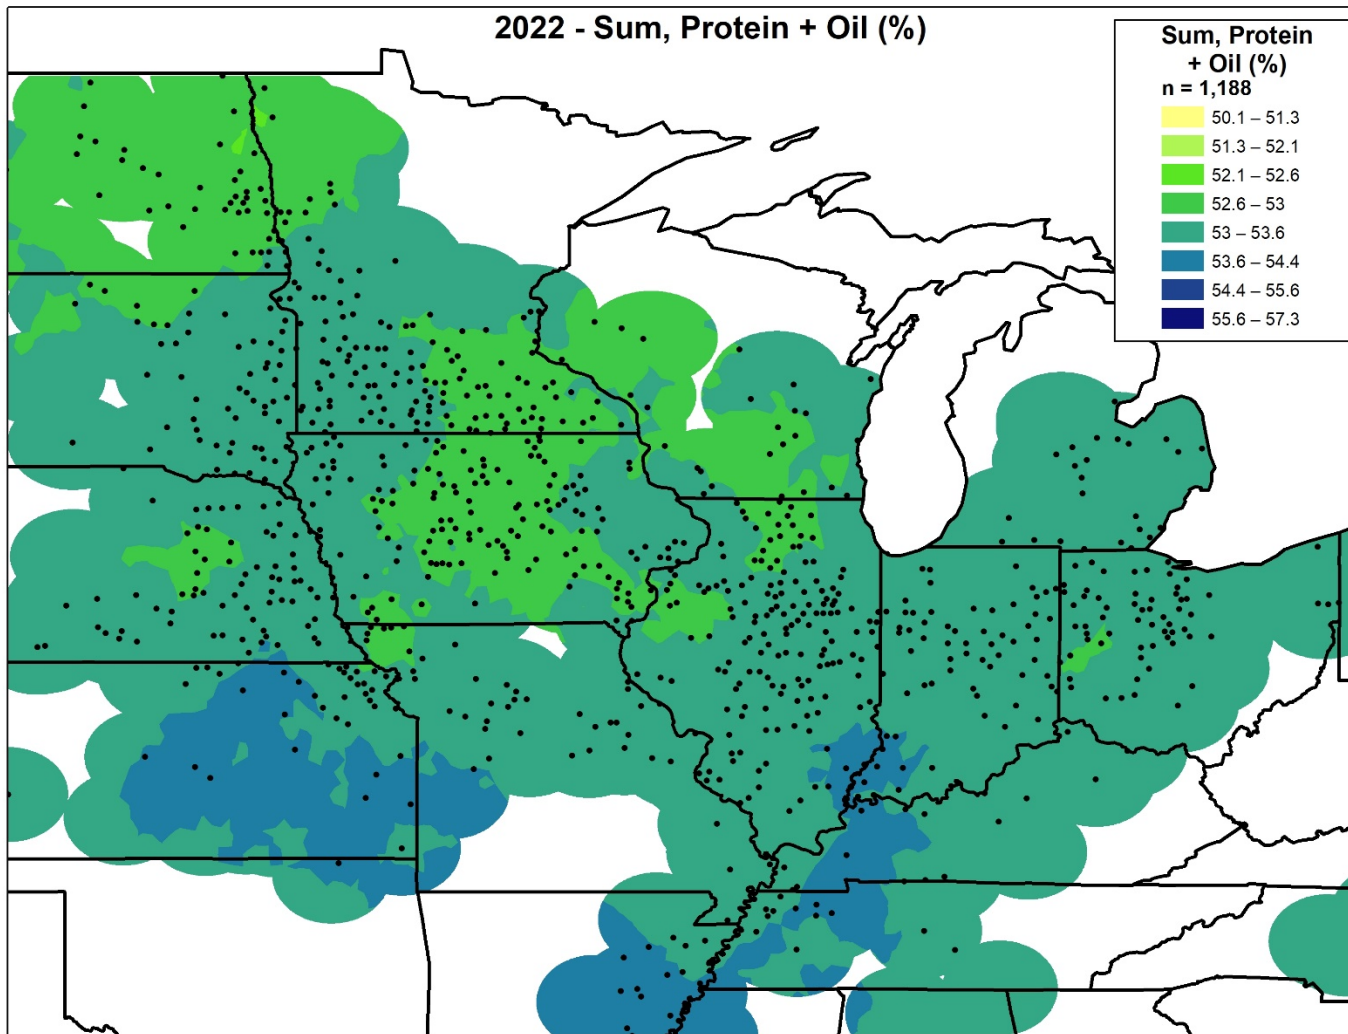 2022 - Sum, Protein + Oil (%)
Sum, Protein
+ Oil (%)
n = 1,188
50.1 – 51.3
51.3 – 52.1
52.1 – 52.6
52.6 – 53
53 – 53.6
53.6 – 54.4
54.4 – 55.6
55.6 – 57.3